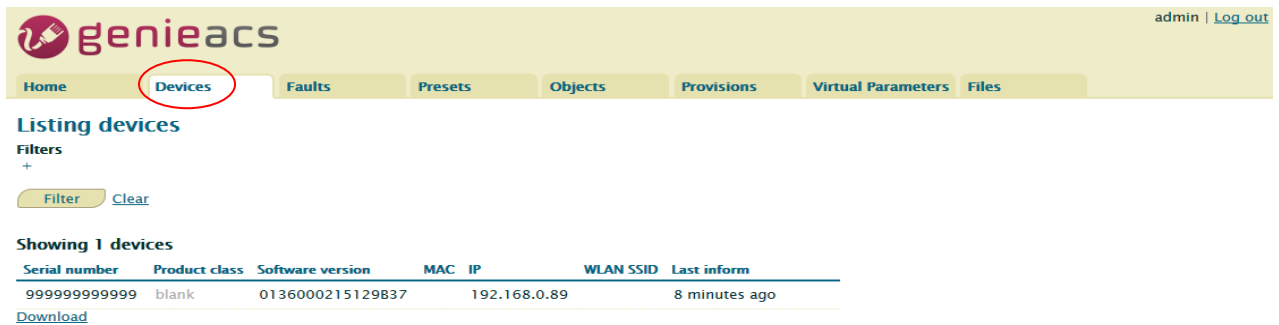 admin | Log out
genieacs
Home Devices Faults Presets Objects Provisions Virtual Parameters Files
Listing devices
Filters
+
Filter Clear
Showing 1 devices
Serial number Product class Software version MAC IP WLAN SSID Last inform
999999999999 blank 0136000215129B37 192.168.0.89 8 minutes ago
Download